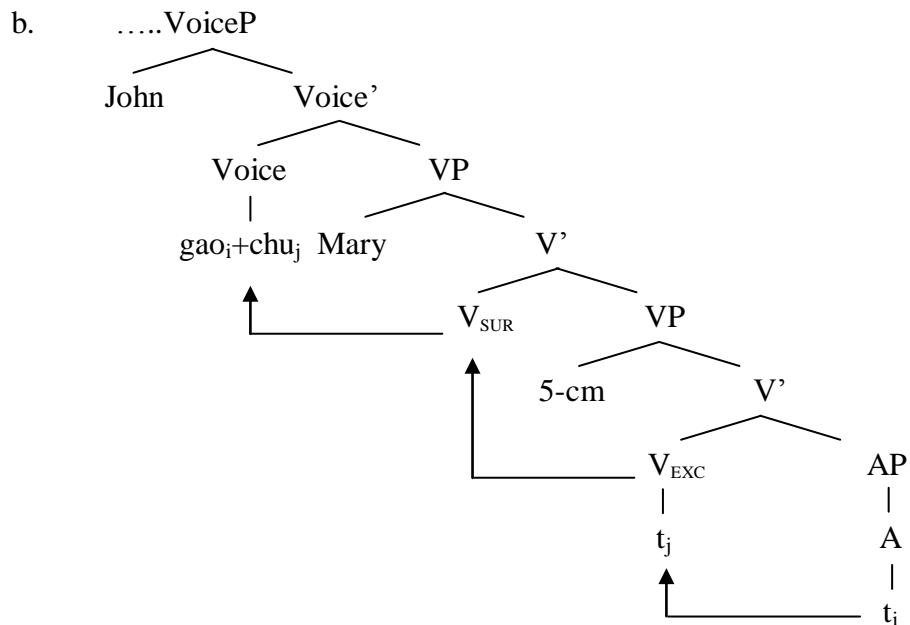 b. …..VoiceP
John Voice’
Voice VP
gaoi+chuj Mary V’
VSUR VP
5-cm V’
VEXC AP
tj A
ti